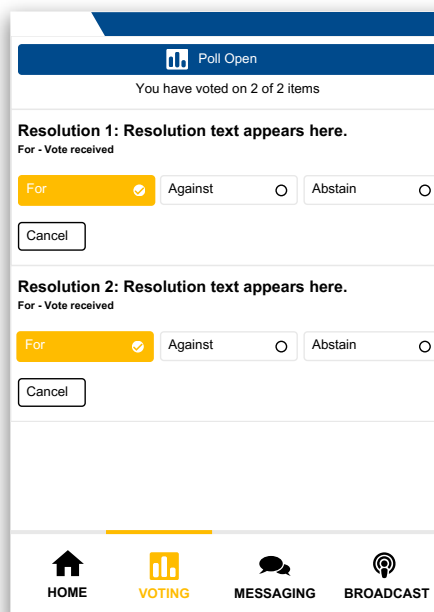 Poll Open
You have voted on 2 of 2 items
Resolution 1: Resolution text appears here.
For - Vote received
For Against Abstain
Cancel
Resolution 2: Resolution text appears here.
For - Vote received
For Against Abstain
Cancel
HOME VOTING MESSAGING BROADCAST